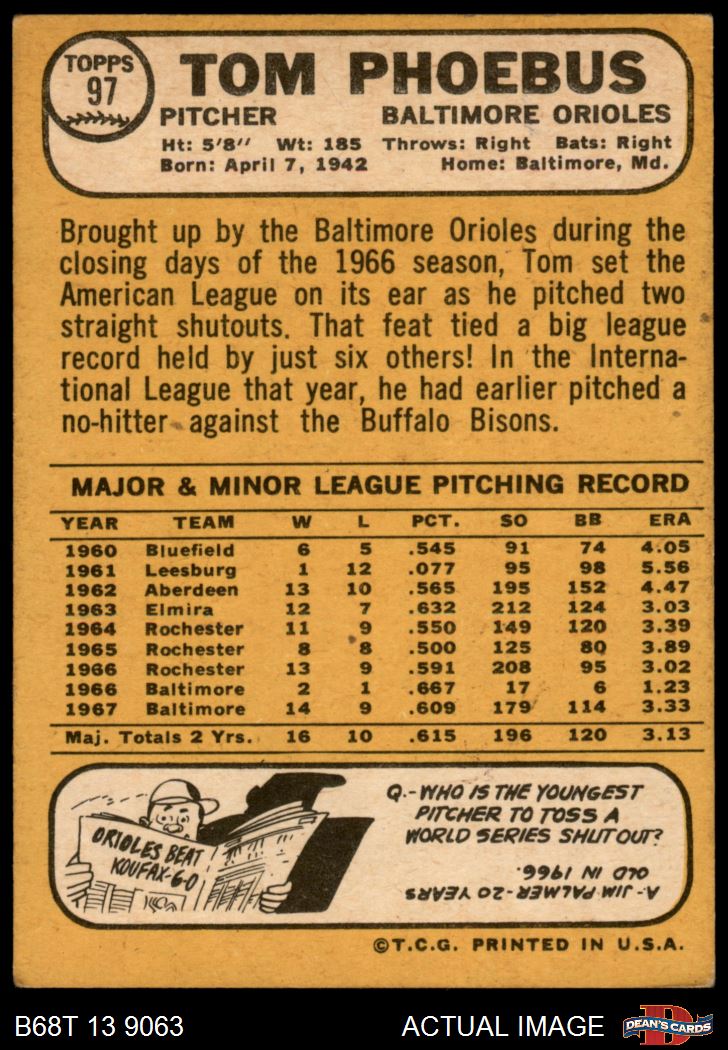 TOPPS
97
TOM PHOEBUS
PITCHER BALTIMORE ORIOLES
Ht: 5'8" Wt: 185 Throws: Right Bats: Right
Born: April 7, 1942 Home: Baltimore, Md.
Brought up by the Baltimore Orioles during the
closing days of the 1966 season, Tom set the
American League on its ear as he pitched two
straight shutouts. That feat tied a big league
record held by just six others! In the Interna-
tional League that year, he had earlier pitched a
no-hitter against the Buffalo Bisons.
MAJOR & MINOR LEAGUE PITCHING RECORD
YEAR TEAM W L PCT. SO BB ERA
1960 Bluefield 6 5 .545 91 74 4.05
1961 Leesburg 1 12 .077 95 98 5.56
1962 Aberdeen 13 10 .565 195 152 4.47
1963 Elmira 12 7 .632 212 124 3.03
1964 Rochester 11 9 .550 149 120 3.39
1965 Rochester 8 8 .500 125 80 3.89
1966 Rochester 13 9 .591 208 95 3.02
1966 Baltimore 2 1 .667 17 6 1.23
1967 Baltimore 14 9 .609 179 114 3.33
Maj. Totals 2 Yrs. 16 10 .615 196 120 3.13
ORIOLES BEAT
KOUFAX-6-0
Q.-WHO IS THE YOUNGEST
PITCHER TO TOSS A
WORLD SERIES SHUTOUT?
A-JIM PALMER-20 YEARS
OLD IN 1966.
©T.C.G. PRINTED IN U.S.A.
B68T 13 9063 ACTUAL IMAGE
D
DEAN'S CARDS